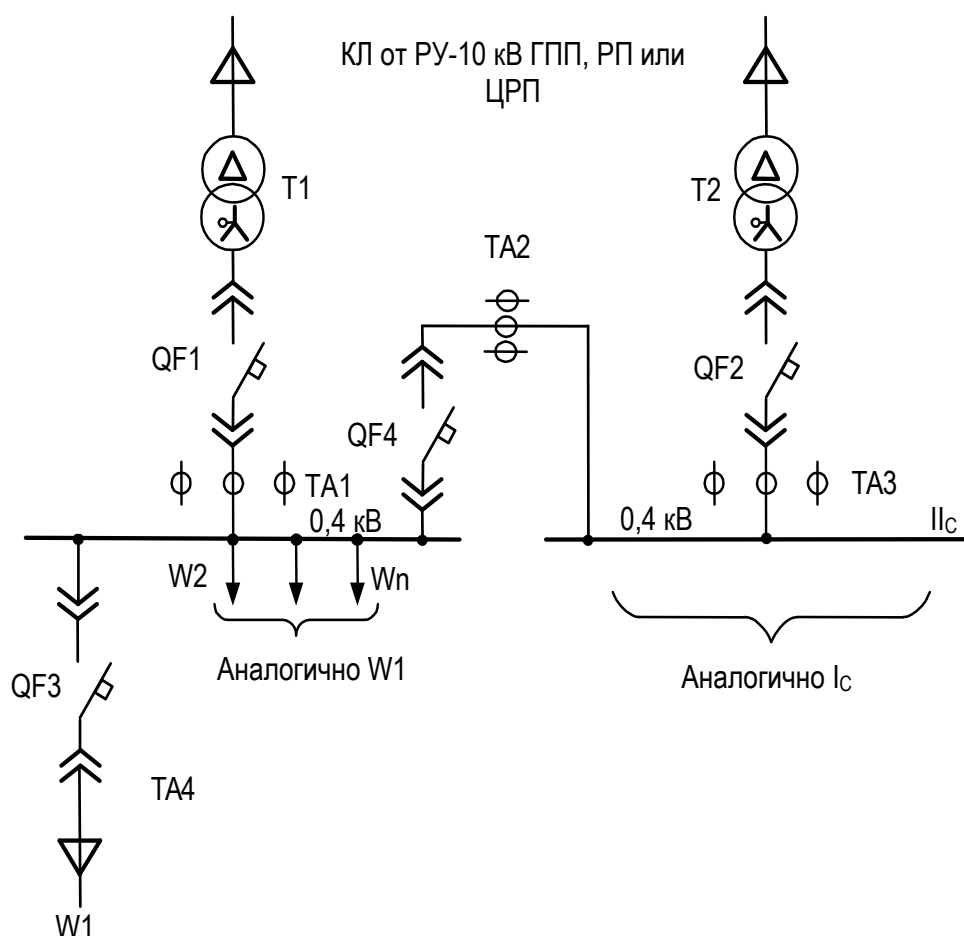 КЛ от РУ-10 кВ ГПП, РП или
ЦРП
T1
T2
TA2
QF1
QF2
QF4
TA1
TA3
0,4 кВ
0,4 кВ
IIC
W2
Wn
Аналогично W1
Аналогично IC
QF3
TA4
W1